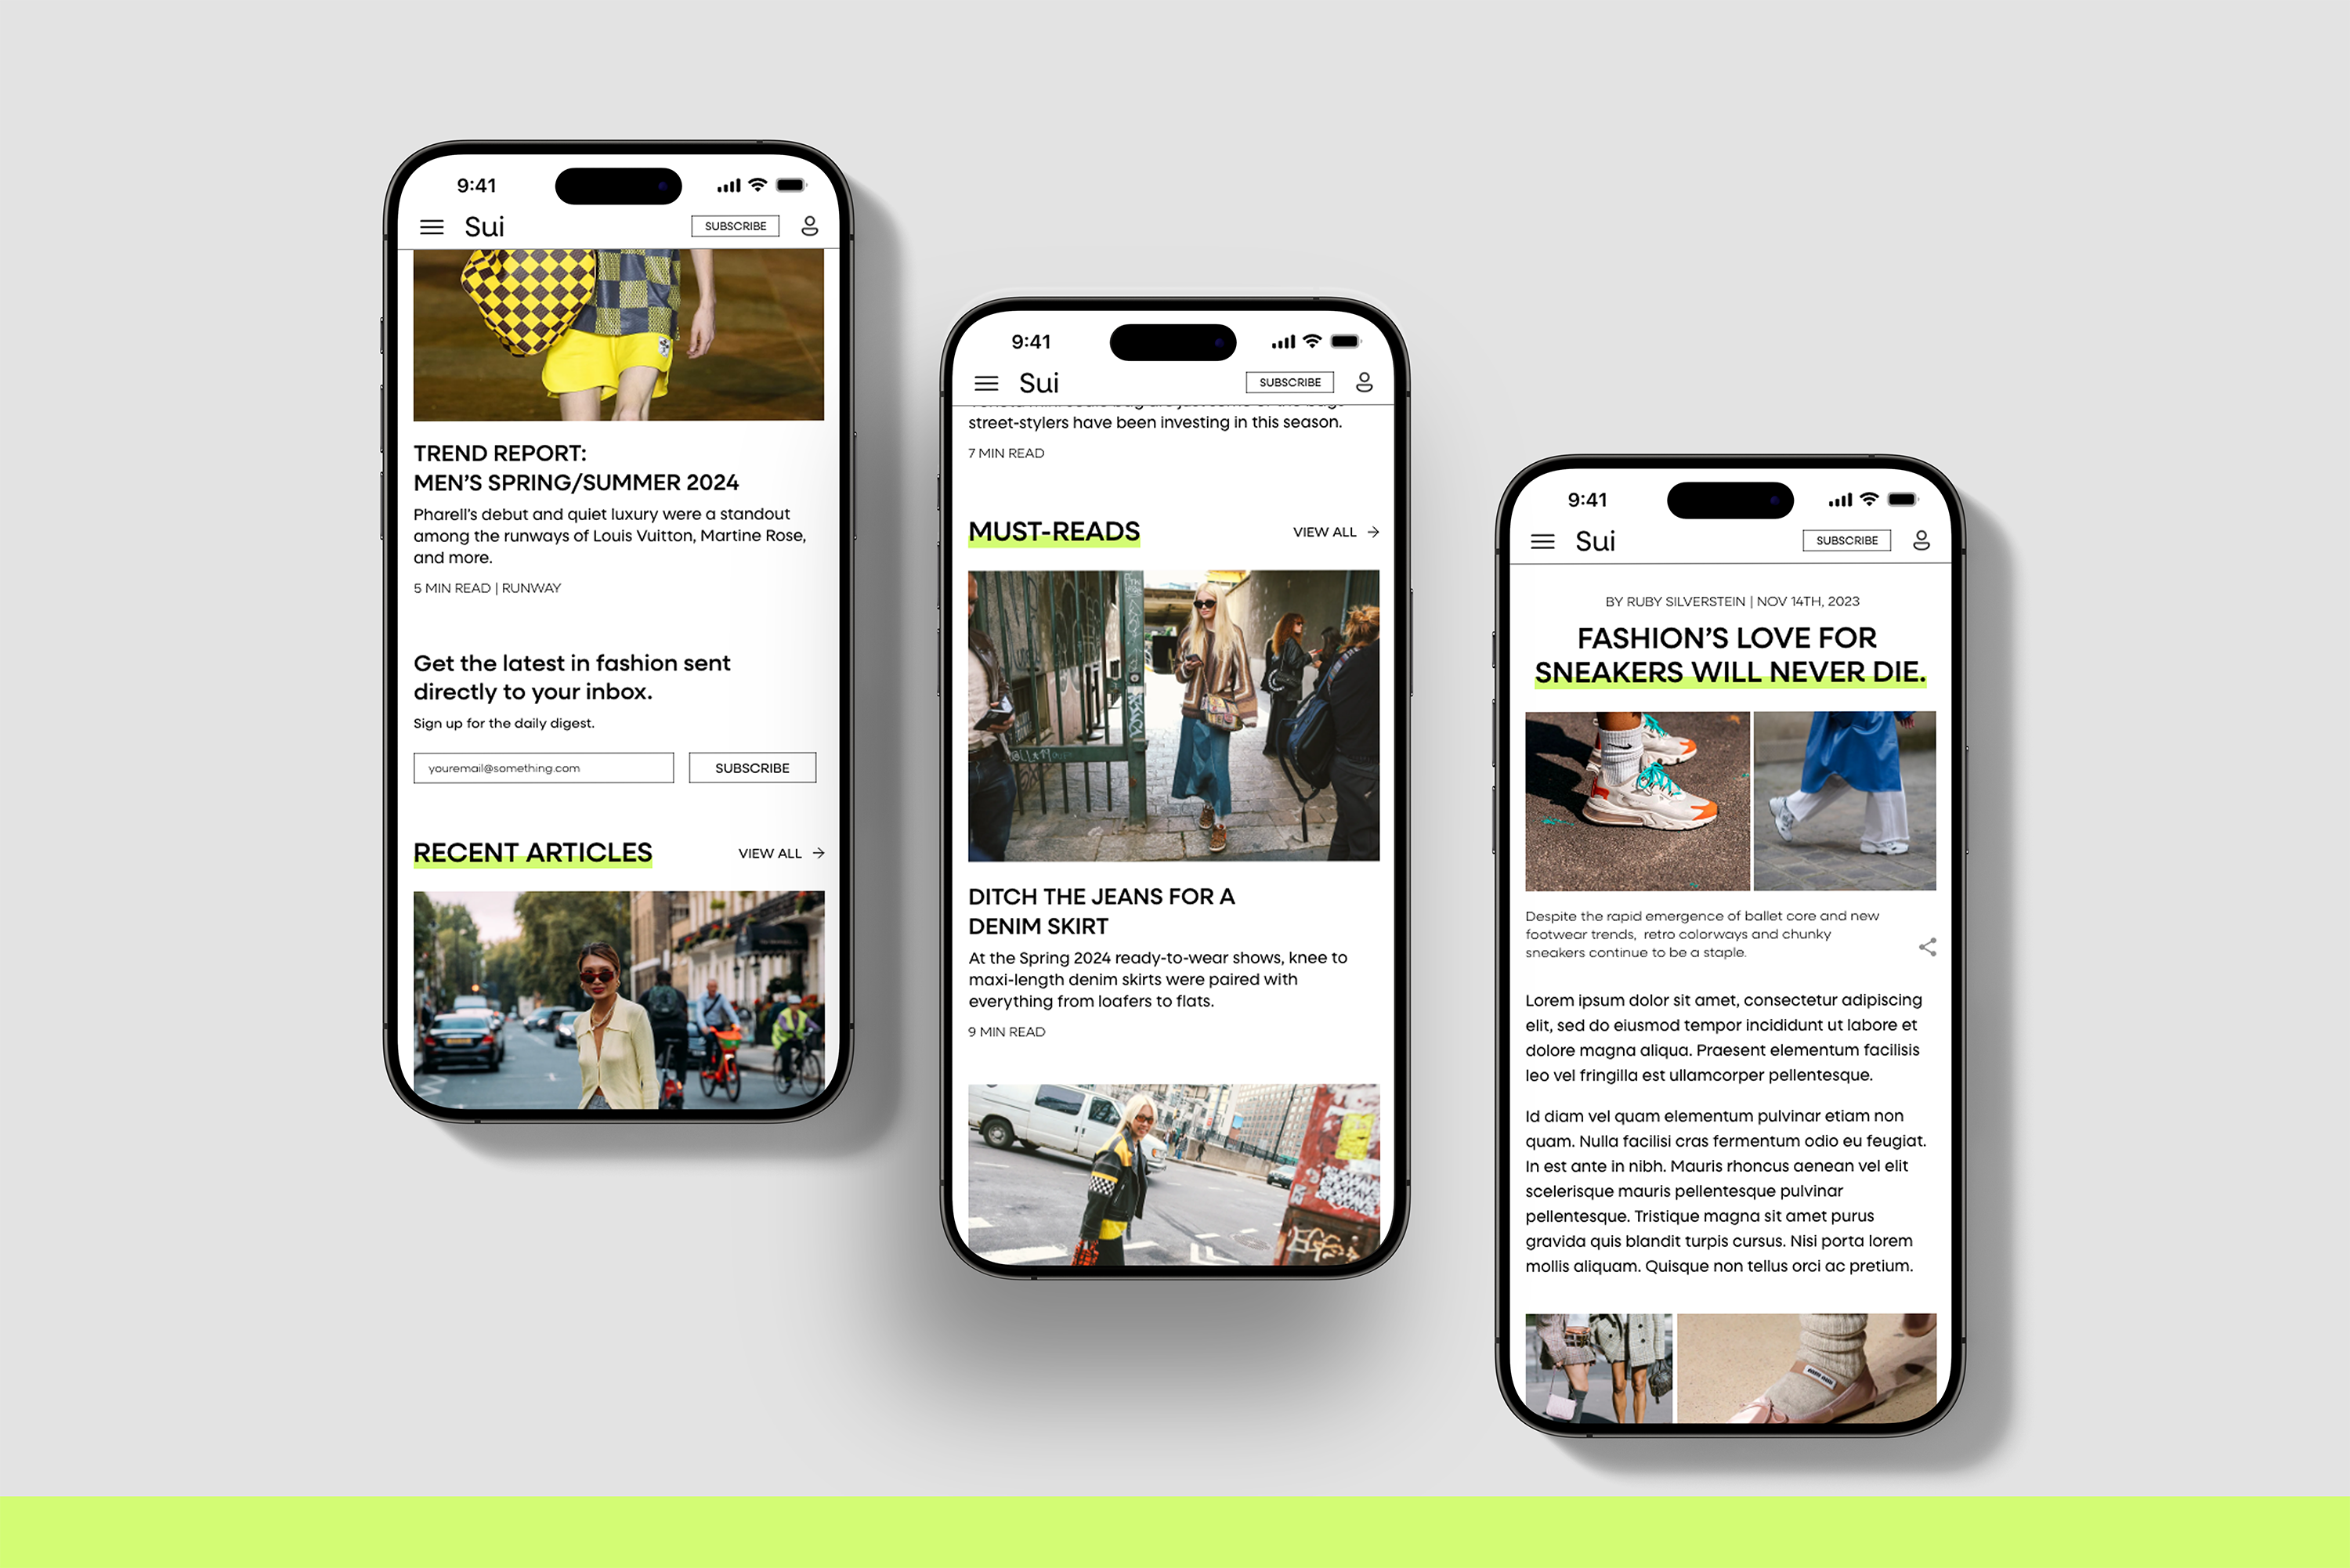 9:41
Sui
SUBSCRIBE
TREND REPORT:
MEN’S SPRING/SUMMER 2024
Pharell’s debut and quiet luxury were a standout
among the runways of Louis Vuitton, Martine Rose,
and more.
5 MIN READ | RUNWAY
Get the latest in fashion sent
directly to your inbox.
Sign up for the daily digest.
youremail@something.com
SUBSCRIBE
RECENT ARTICLES
VIEW ALL →
9:41
Sui
SUBSCRIBE
street-stylers have been investing in this season.
7 MIN READ
MUST-READS
VIEW ALL →
DITCH THE JEANS FOR A
DENIM SKIRT
At the Spring 2024 ready-to-wear shows, knee to
maxi-length denim skirts were paired with
everything from loafers to flats.
9 MIN READ
9:41
Sui
SUBSCRIBE
BY RUBY SILVERSTEIN | NOV 14TH, 2023
FASHION’S LOVE FOR
SNEAKERS WILL NEVER DIE.
Despite the rapid emergence of ballet core and new
footwear trends, retro colorways and chunky
sneakers continue to be a staple.
Lorem ipsum dolor sit amet, consectetur adipiscing
elit, sed do eiusmod tempor incididunt ut labore et
dolore magna aliqua. Praesent elementum facilisis
leo vel fringilla est ullamcorper pellentesque.
Id diam vel quam elementum pulvinar etiam non
quam. Nulla facilisi cras fermentum odio eu feugiat.
In est ante in nibh. Mauris rhoncus aenean vel elit
scelerisque mauris pellentesque pulvinar
pellentesque. Tristique magna sit amet purus
gravida quis blandit turpis cursus. Nisi porta lorem
mollis aliquam. Quisque non tellus orci ac pretium.